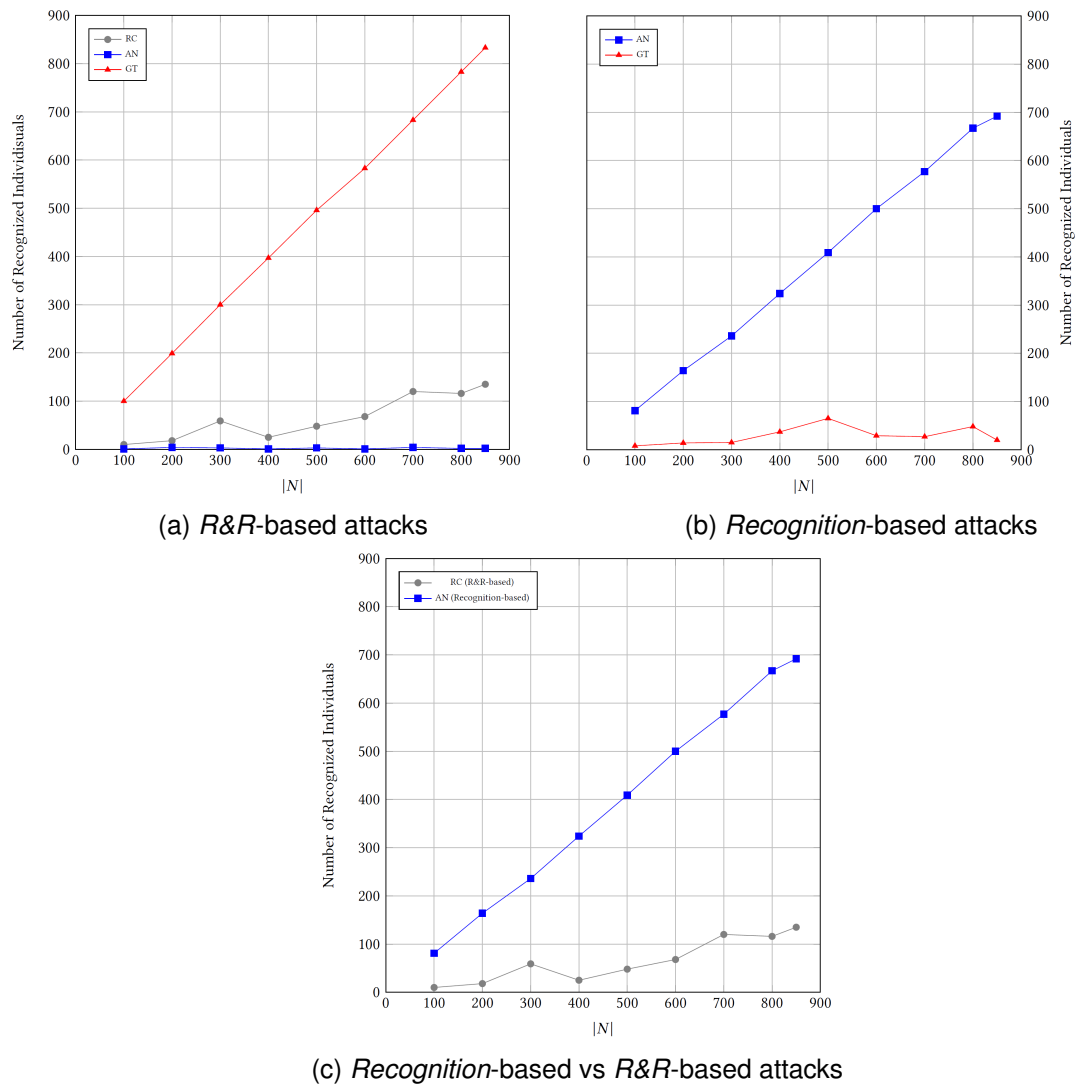 900
800
700
600
500
400
300
200
100
0
Number of Recognized Individisuals
RC
AN
GT
0 100 200 300 400 500 600 700 800 900
|N|
(a) R&R-based attacks
900
800
700
600
500
400
300
200
100
0
Number of Recognized Individuals
AN
GT
0 100 200 300 400 500 600 700 800 900
|N|
(b) Recognition-based attacks
900
800
700
600
500
400
300
200
100
0
Number of Recognized Individuals
RC (R&R-based)
AN (Recognition-based)
0 100 200 300 400 500 600 700 800 900
|N|
(c) Recognition-based vs R&R-based attacks